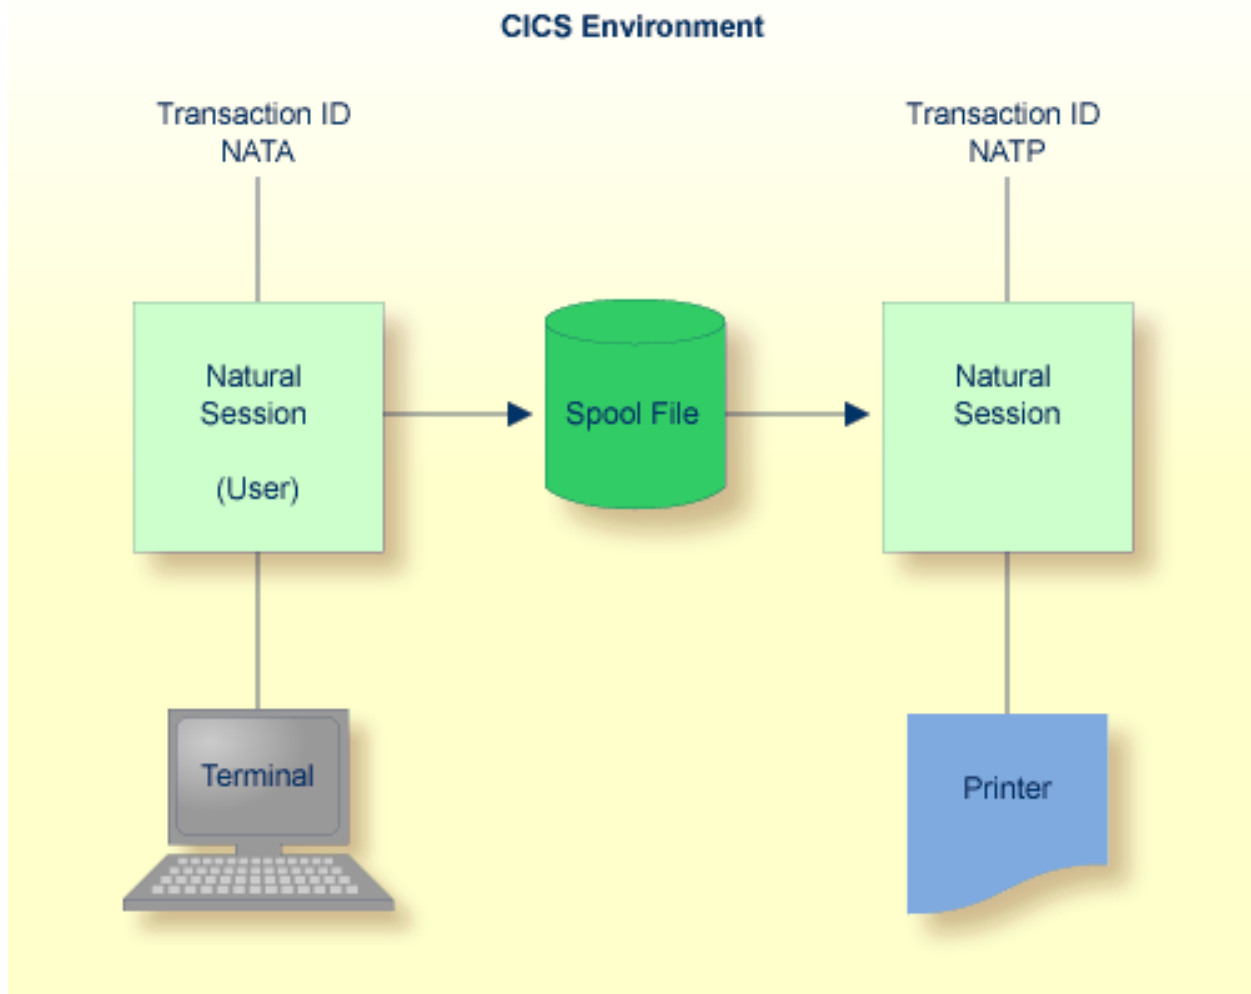 CICS Environment
Transaction ID
NATA
Transaction ID
NATP
Natural
Session
(User)
Spool File
Natural
Session
Terminal
Printer